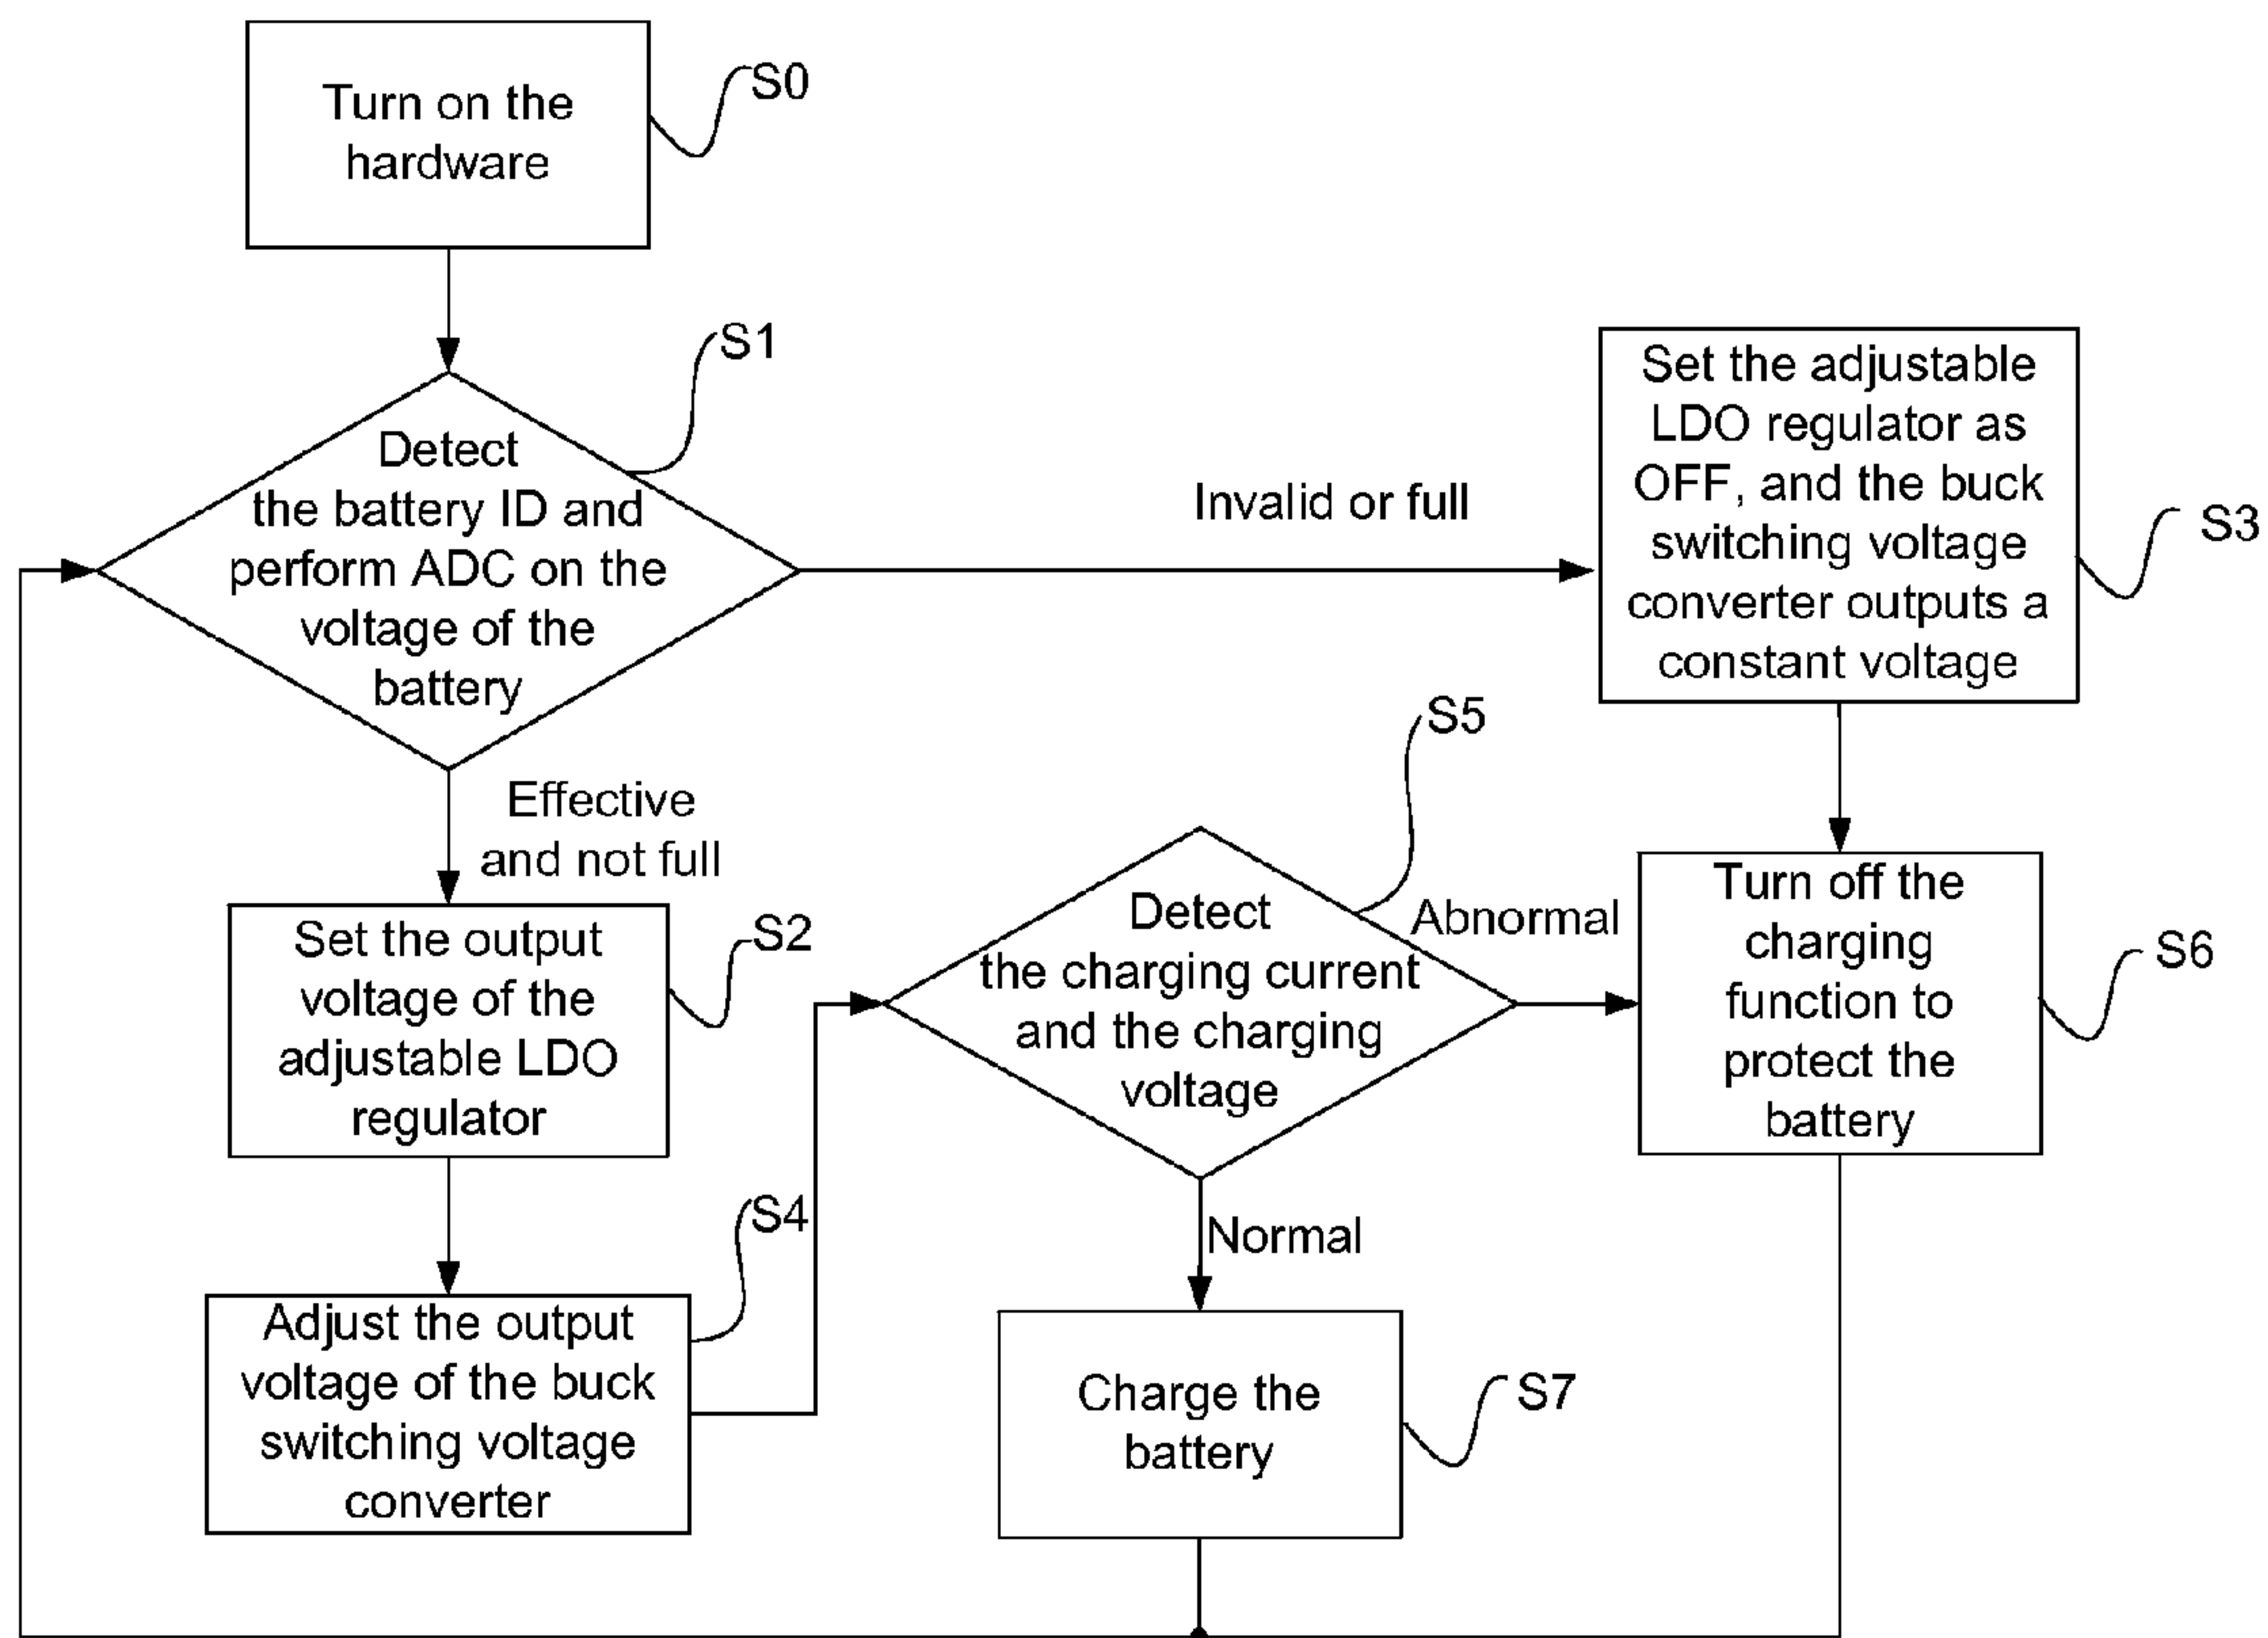 Turn on the
hardware
S0
Detect
the battery ID and
perform ADC on the
voltage of the
battery
S1
Invalid or full
Set the adjustable
LDO regulator as
OFF, and the buck
switching voltage
converter outputs a
constant voltage
S3
Effective
and not full
Set the output
voltage of the
adjustable LDO
regulator
S2
Adjust the output
voltage of the buck
switching voltage
converter
S4
Detect
the charging current
and the charging
voltage
S5
Abnormal
Turn off the
charging
function to
protect the
battery
S6
Normal
Charge the
battery
S7